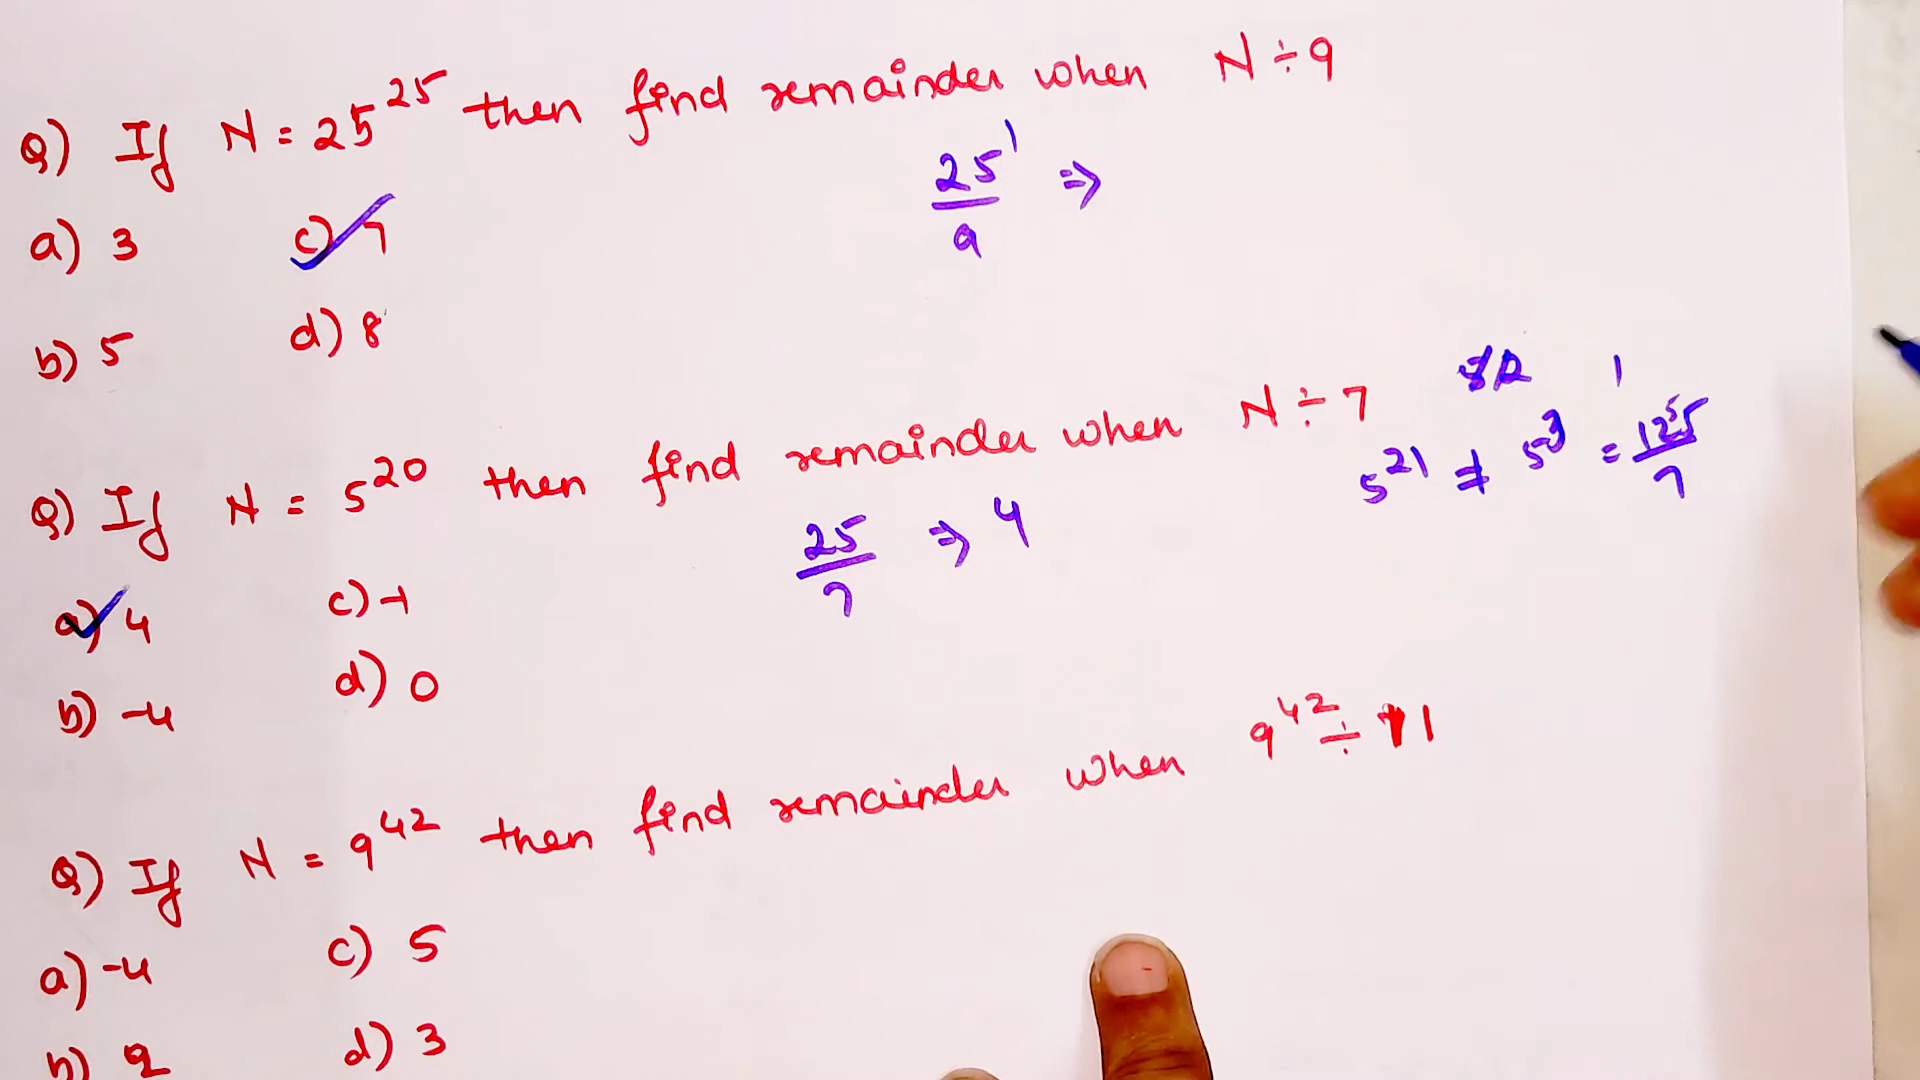 Q) If N = 25^25 then find remainder when N ÷ 9
25^1 / 9 ⇒
a) 3 c) 7
b) 5 d) 8
Q) If N = 5^20 then find remainder when N ÷ 7
5^21 ≠ 5^3 = 125 / 7
25 / 7 ⇒ 4
a) 4 c) -1
b) -4 d) 0
Q) If N = 9^42 then find remainder when 9^42 ÷ 11
a) -4 c) 5
b) 2 d) 3